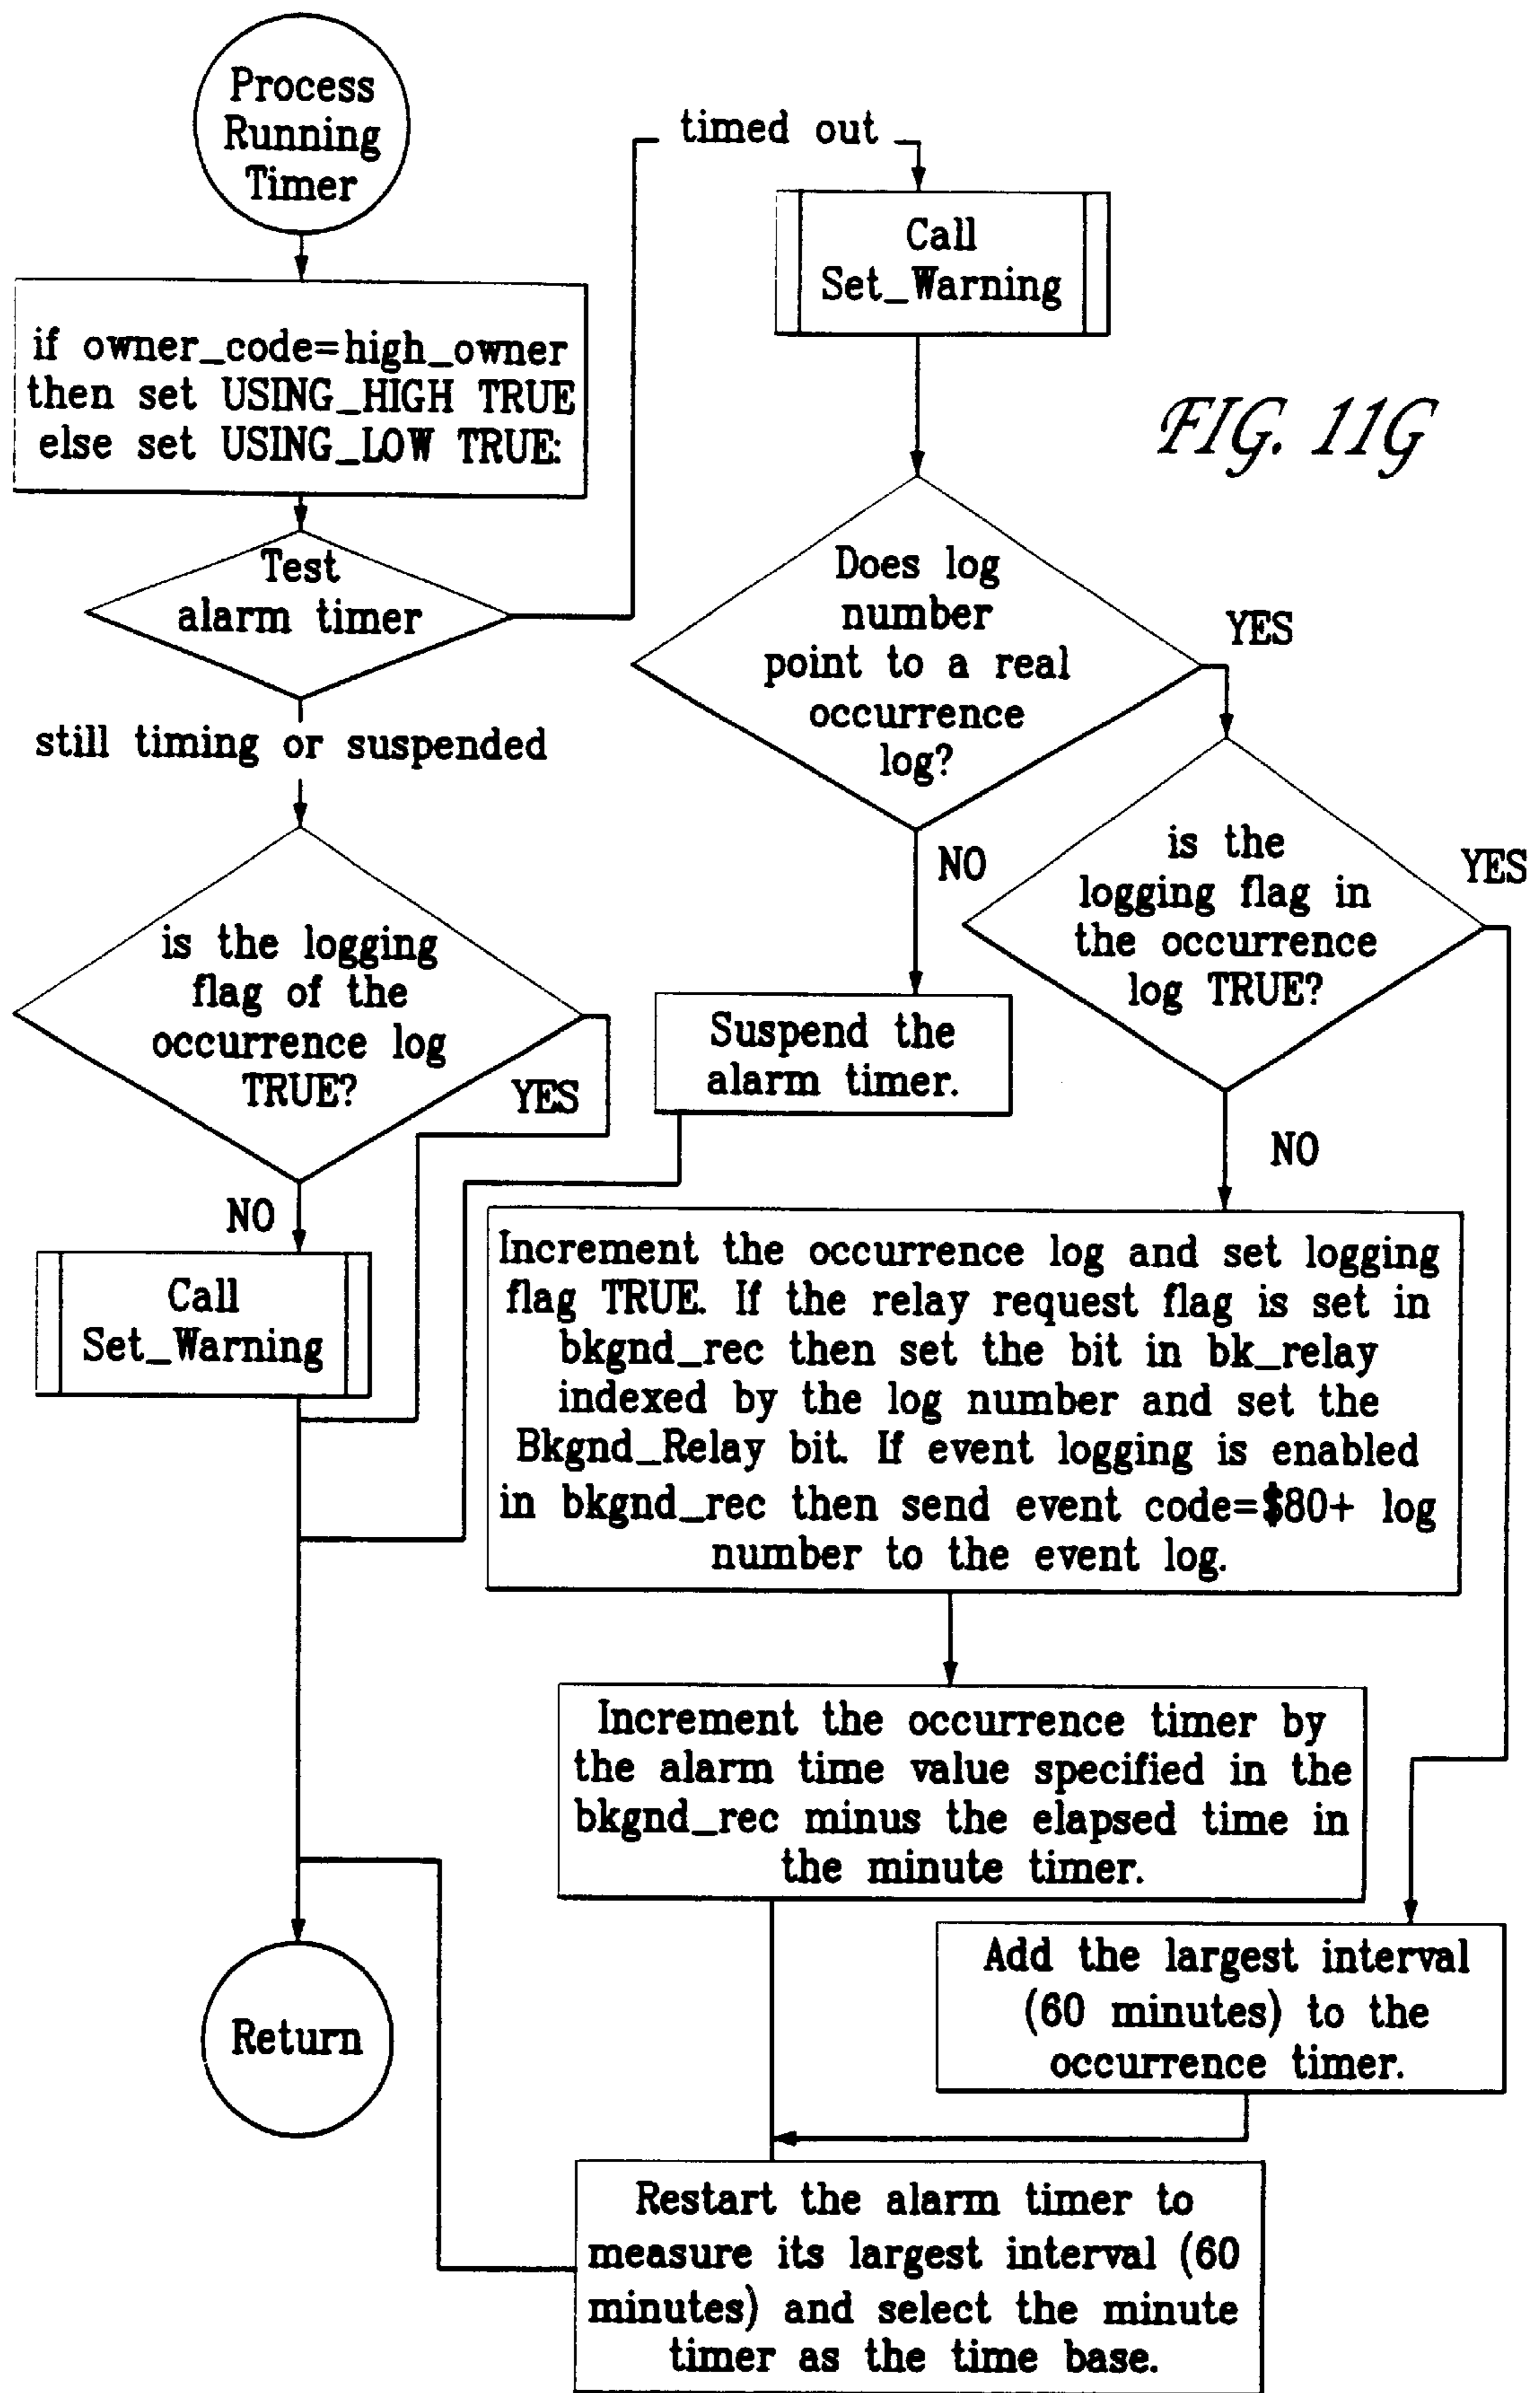 Process
Running
Timer
if owner_code=high_owner
then set USING_HIGH TRUE
else set USING_LOW TRUE:
Test
alarm timer
timed out
Call
Set_Warning
FIG. 11G
Does log
number
point to a real
occurrence
log?
YES
NO
still timing or suspended
is the logging
flag of the
occurrence log
TRUE?
YES
NO
Call
Set_Warning
Suspend the
alarm timer.
is the
logging flag in
the occurrence
log TRUE?
YES
NO
Increment the occurrence log and set logging
flag TRUE. If the relay request flag is set in
bkgnd_rec then set the bit in bk_relay
indexed by the log number and set the
Bkgnd_Relay bit. If event logging is enabled
in bkgnd_rec then send event code=$80+ log
number to the event log.
Increment the occurrence timer by
the alarm time value specified in the
bkgnd_rec minus the elapsed time in
the minute timer.
Add the largest interval
(60 minutes) to the
occurrence timer.
Return
Restart the alarm timer to
measure its largest interval (60
minutes) and select the minute
timer as the time base.